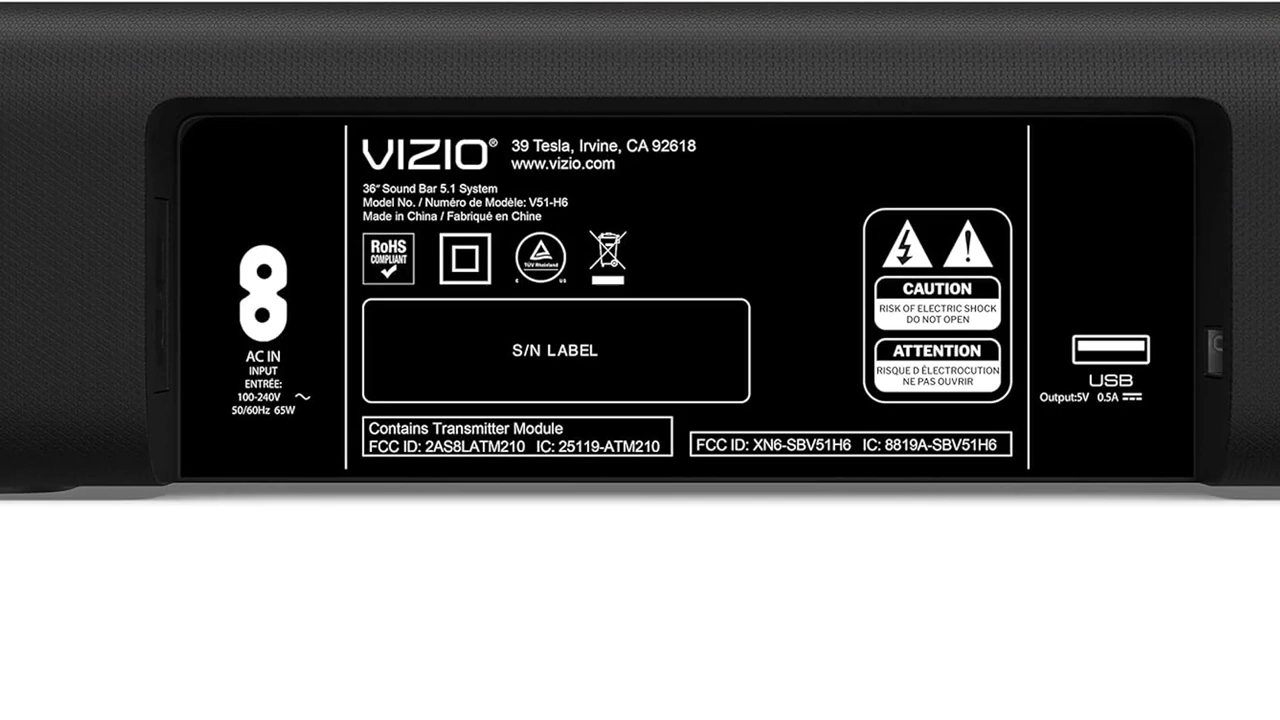 VIZIO®
39 Tesla, Irvine, CA 92618
www.vizio.com
36″ Sound Bar 5.1 System
Model No. / Numéro de Modèle: V51-H6
Made in China / Fabriqué en Chine
RoHS
COMPLIANT
TÜV Rheinland
C US
S/N LABEL
Contains Transmitter Module
FCC ID: 2AS8LATM210 IC: 25119-ATM210
FCC ID: XN6-SBV51H6 IC: 8819A-SBV51H6
AC IN
INPUT
ENTRÉE:
100-240V ~
50/60Hz 65W
CAUTION
RISK OF ELECTRIC SHOCK
DO NOT OPEN
ATTENTION
RISQUE D ÉLECTROCUTION
NE PAS OUVRIR
USB
Output:5V 0.5A